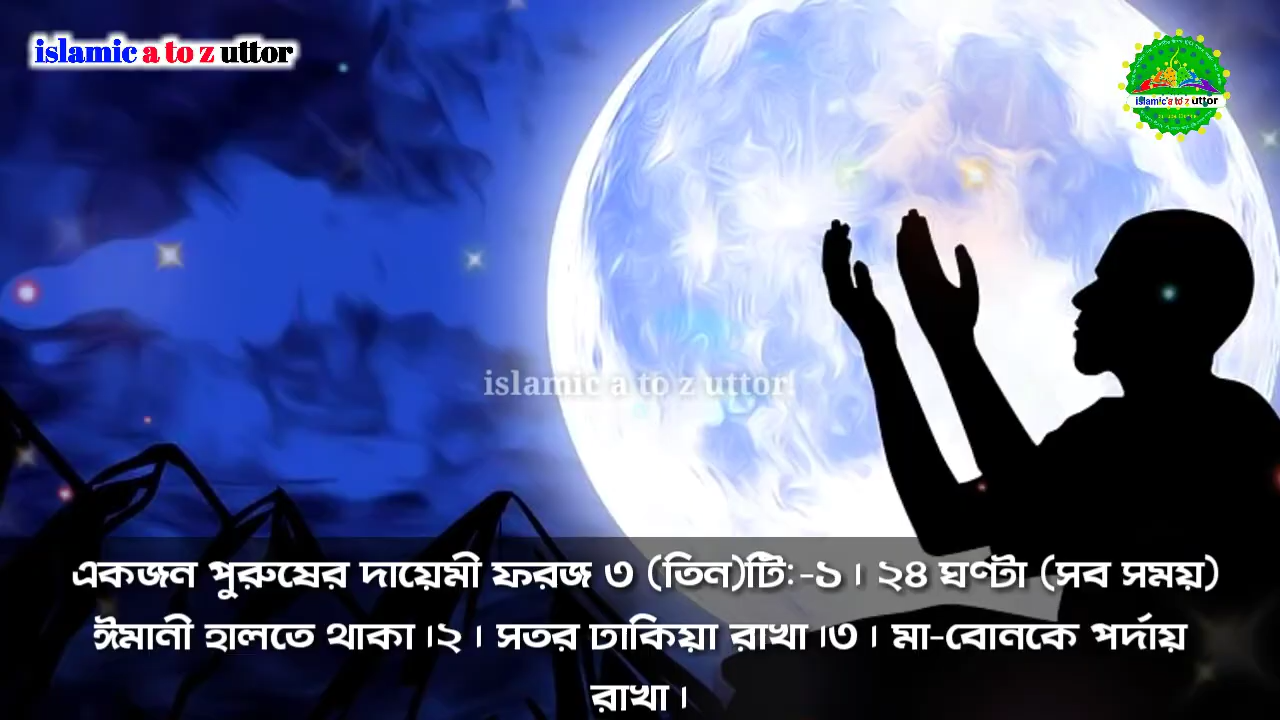 islamic a to z uttor
islamic a to z uttor
islamic a to z uttor!
একজন পুরুষের দায়েমী ফরজ ৩ (তিন)টি:-১। ২৪ ঘণ্টা (সব সময়)
ঈমানী হালতে থাকা।২। সতর ঢাকিয়া রাখা।৩। মা-বোনকে পর্দায়
রাখা।